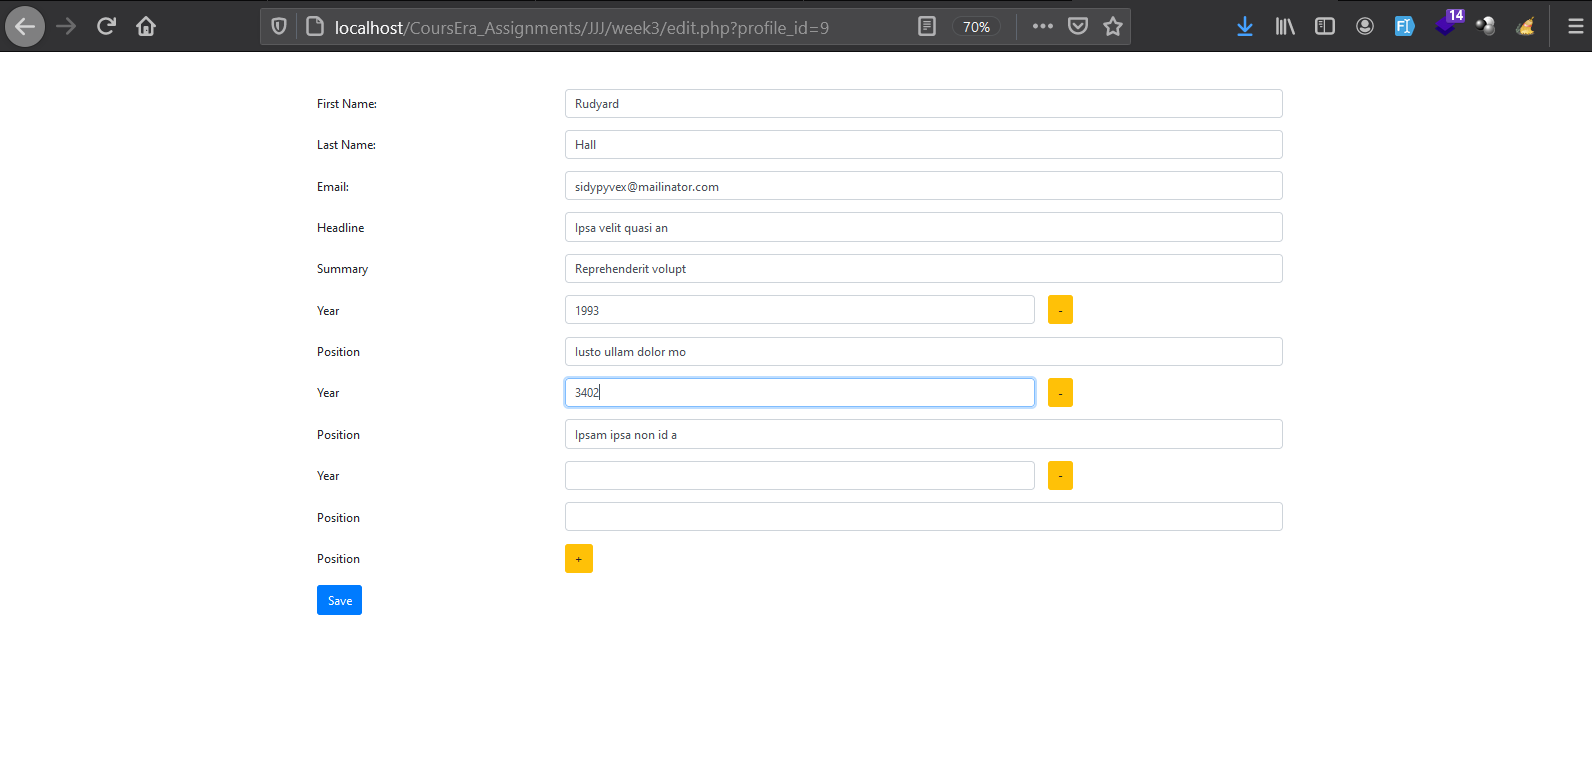 localhost/CoursEra_Assignments/JJJ/week3/edit.php?profile_id=9 70% 14
First Name: Rudyard
Last Name: Hall
Email: sidypyvex@mailinator.com
Headline Ipsa velit quasi an
Summary Reprehenderit volupt
Year 1993 -
Position Iusto ullam dolor mo
Year 3402 -
Position Ipsam ipsa non id a
Year -
Position
Position +
Save